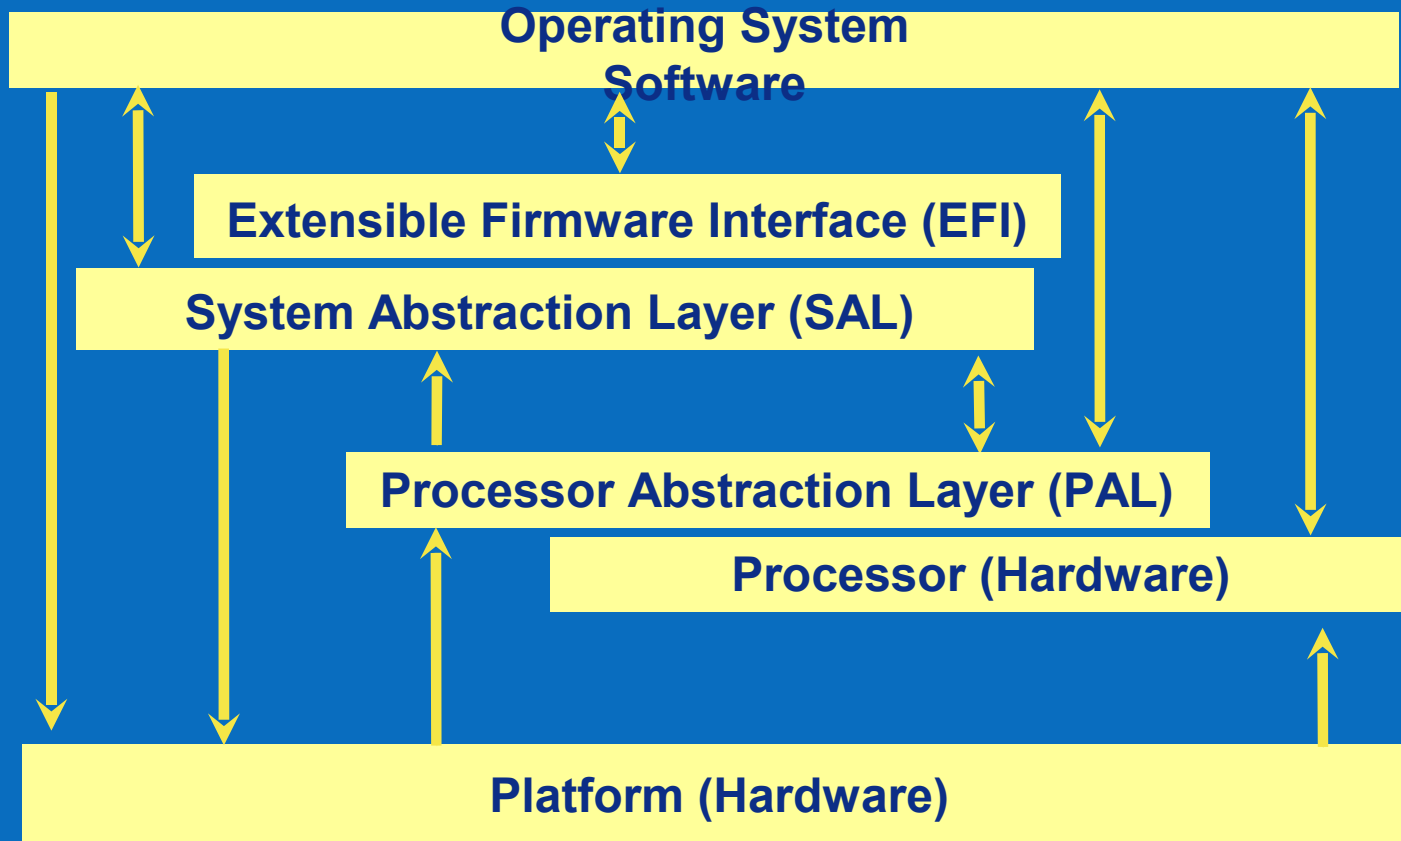 Operating System
Software
Extensible Firmware Interface (EFI)
System Abstraction Layer (SAL)
Processor Abstraction Layer (PAL)
Processor (Hardware)
Platform (Hardware)